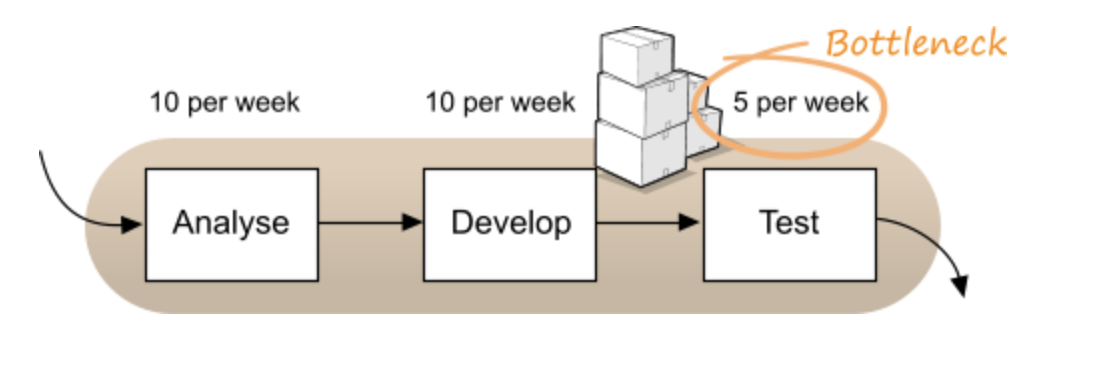 Bottleneck
10 per week
10 per week
5 per week
Analyse
Develop
Test